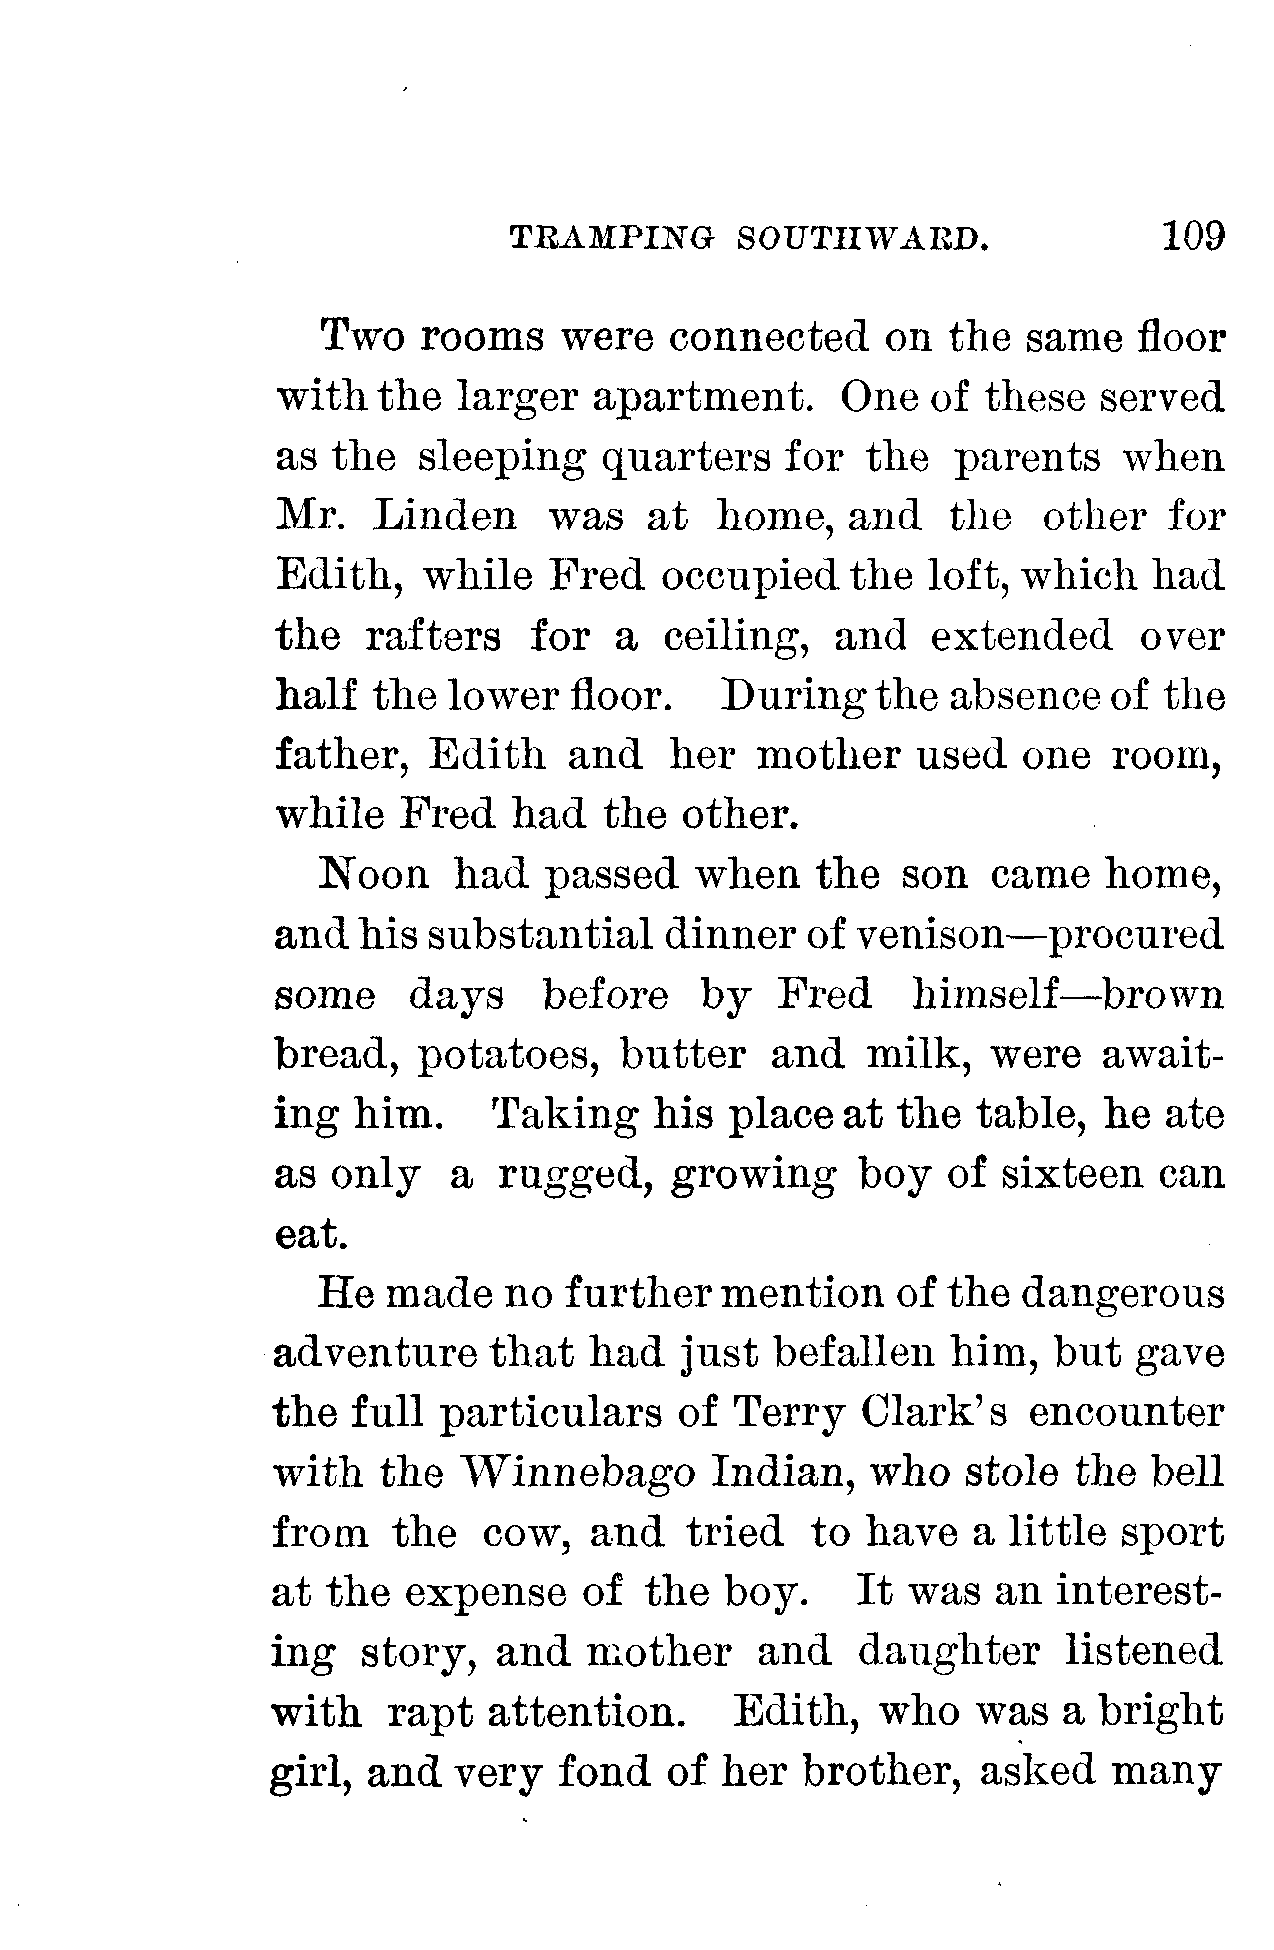 TRAMPING SOUTHWARD. 109
Two rooms were connected on the same floor
with the larger apartment. One of these served
as the sleeping quarters for the parents when
Mr. Linden was at home, and the other for
Edith, while Fred occupied the loft, which had
the rafters for a ceiling, and extended over
half the lower floor. During the absence of the
father, Edith and her mother used one room,
while Fred had the other.
Noon had passed when the son came home,
and his substantial dinner of venison—procured
some days before by Fred himself—brown
bread, potatoes, butter and milk, were await-
ing him. Taking his place at the table, he ate
as only a rugged, growing boy of sixteen can
eat.
He made no further mention of the dangerous
adventure that had just befallen him, but gave
the full particulars of Terry Clark's encounter
with the Winnebago Indian, who stole the bell
from the cow, and tried to have a little sport
at the expense of the boy. It was an interest-
ing story, and mother and daughter listened
with rapt attention. Edith, who was a bright
girl, and very fond of her brother, asked many